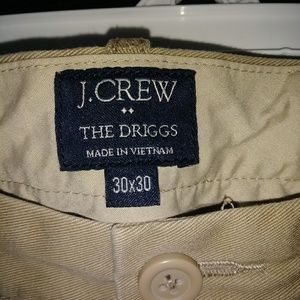 J.CREW
THE DRIGGS
MADE IN VIETNAM
30x30